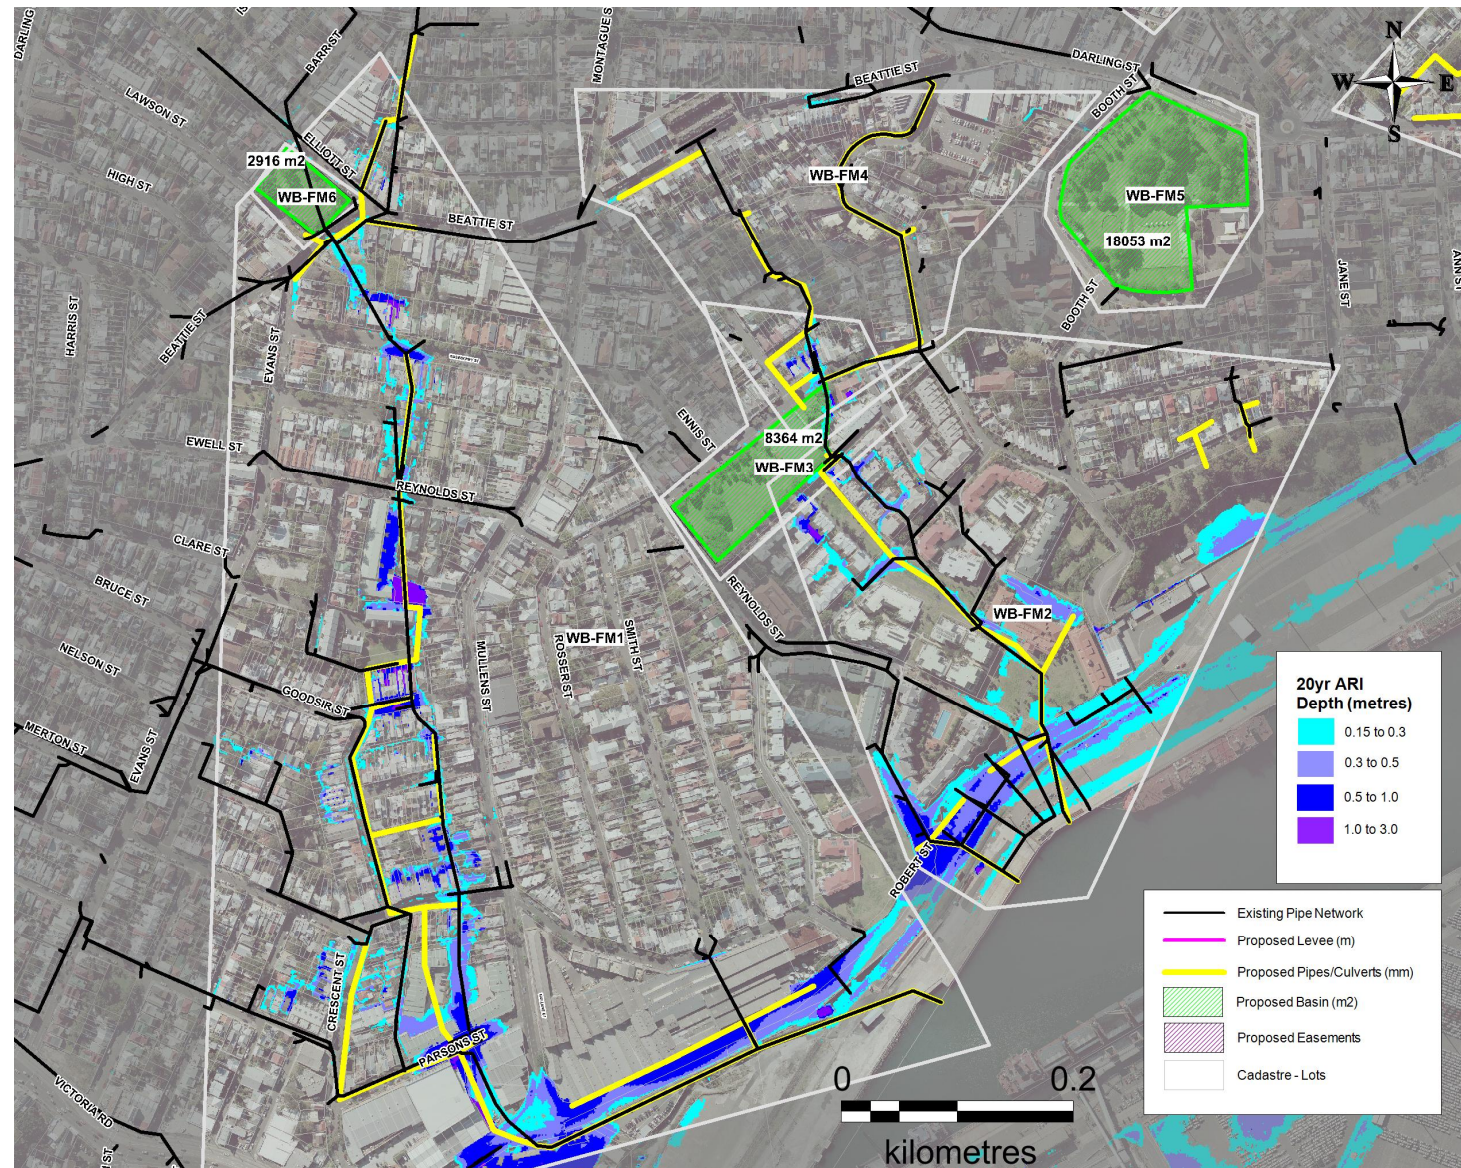 DARLING
BARR ST
MONTAGUE S
DARLING ST
BOOTH ST
BEATTIE ST
N
W
E
S
LAWSON ST
ELLIOTT ST
2916 m2
WB-FM6
HIGH ST
BEATTIE ST
WB-FM4
WB-FM5
18053 m2
JANE ST
ANN ST
BOOTH ST
HARRIS ST
BEATTIE ST
EVANS ST
ENNIS ST
8364 m2
WB-FM3
EWELL ST
REYNOLDS ST
CLARE ST
BRUCE ST
REYNOLDS ST
WB-FM2
WB-FM1
SMITH ST
ROSSER ST
MULLENS ST
NELSON ST
GOODSIR ST
MERTON ST
EVANS ST
ROBERT ST
CRESCENT ST
PARSONS ST
VICTORIA RD
N ST
20yr ARI
Depth (metres)
0.15 to 0.3
0.3 to 0.5
0.5 to 1.0
1.0 to 3.0
Existing Pipe Network
Proposed Levee (m)
Proposed Pipes/Culverts (mm)
Proposed Basin (m2)
Proposed Easements
Cadastre - Lots
0
0.2
kilometres